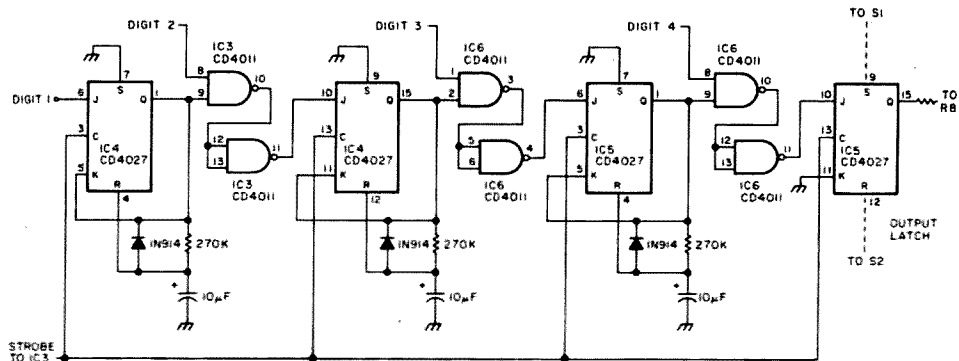 TO S1
DIGIT 2
DIGIT 3
DIGIT 4
IC3
CD4011
IC6
CD4011
IC6
CD4011
7
S
8
10
9
9
S
1
3
2
7
S
8
10
9
9
S
DIGIT 1
6
J
Q
1
10
J
Q
15
6
J
Q
1
10
J
Q
15
TO
RB
3
C
12
11
13
13
C
5
4
6
3
C
12
11
13
13
C
IC4
CD4027
IC3
CD4011
IC4
CD4027
IC6
CD4011
IC5
CD4027
IC6
CD4011
IC5
CD4027
5
K
R
4
11
K
R
12
5
K
R
4
11
K
R
12
OUTPUT
LATCH
1N914
270K
1N914
270K
1N914
270K
TO S2
+
10µF
+
10µF
+
10µF
STROBE
TO IC3